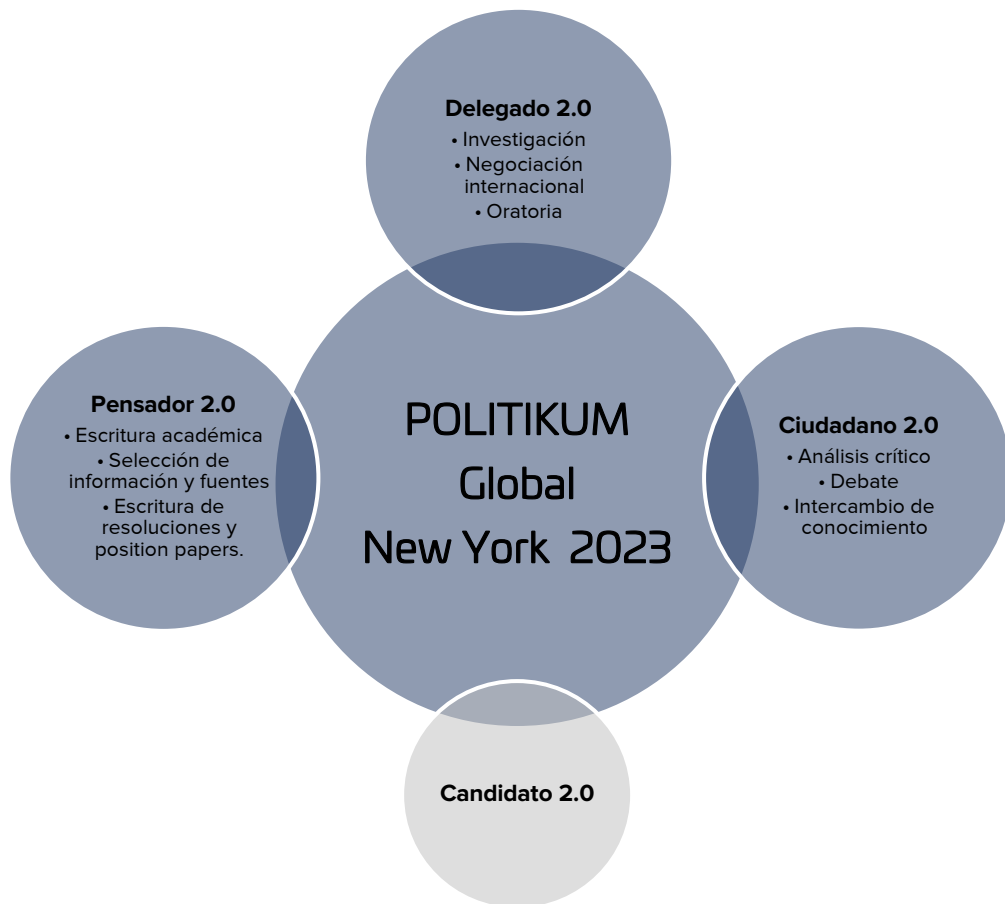 Delegado 2.0
• Investigación
• Negociación
internacional
• Oratoria
Pensador 2.0
• Escritura académica
• Selección de
información y fuentes
• Escritura de
resoluciones y
position papers.
POLITIKUM
Global
New York 2023
Ciudadano 2.0
• Análisis crítico
• Debate
• Intercambio de
conocimiento
Candidato 2.0